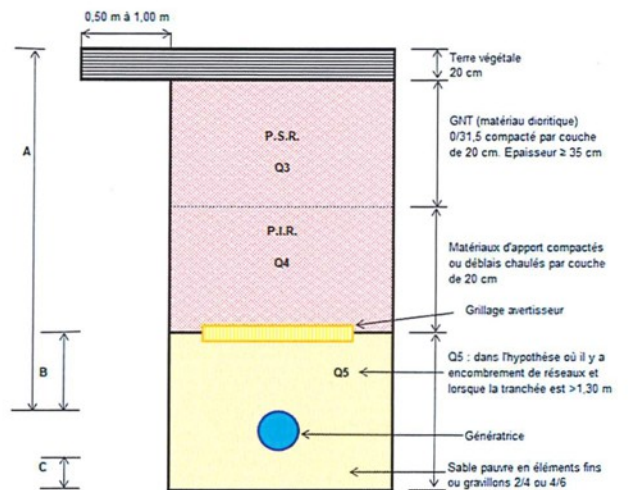 0,50 m à 1,00 m
Terre végétale
20 cm
A
P.S.R.
Q3
GNT (matériau dioritique)
0/31,5 compacté par couche
de 20 cm. Epaisseur ≥ 35 cm
P.I.R.
Q4
Matériaux d'apport compactés
ou déblais chaulés par couche
de 20 cm
Grillage avertisseur
B
Q5
Q5 : dans l'hypothèse où il y a
encombrement de réseaux et
lorsque la tranchée est >1,30 m
Génératrice
C
Sable pauvre en éléments fins
ou gravillons 2/4 ou 4/6